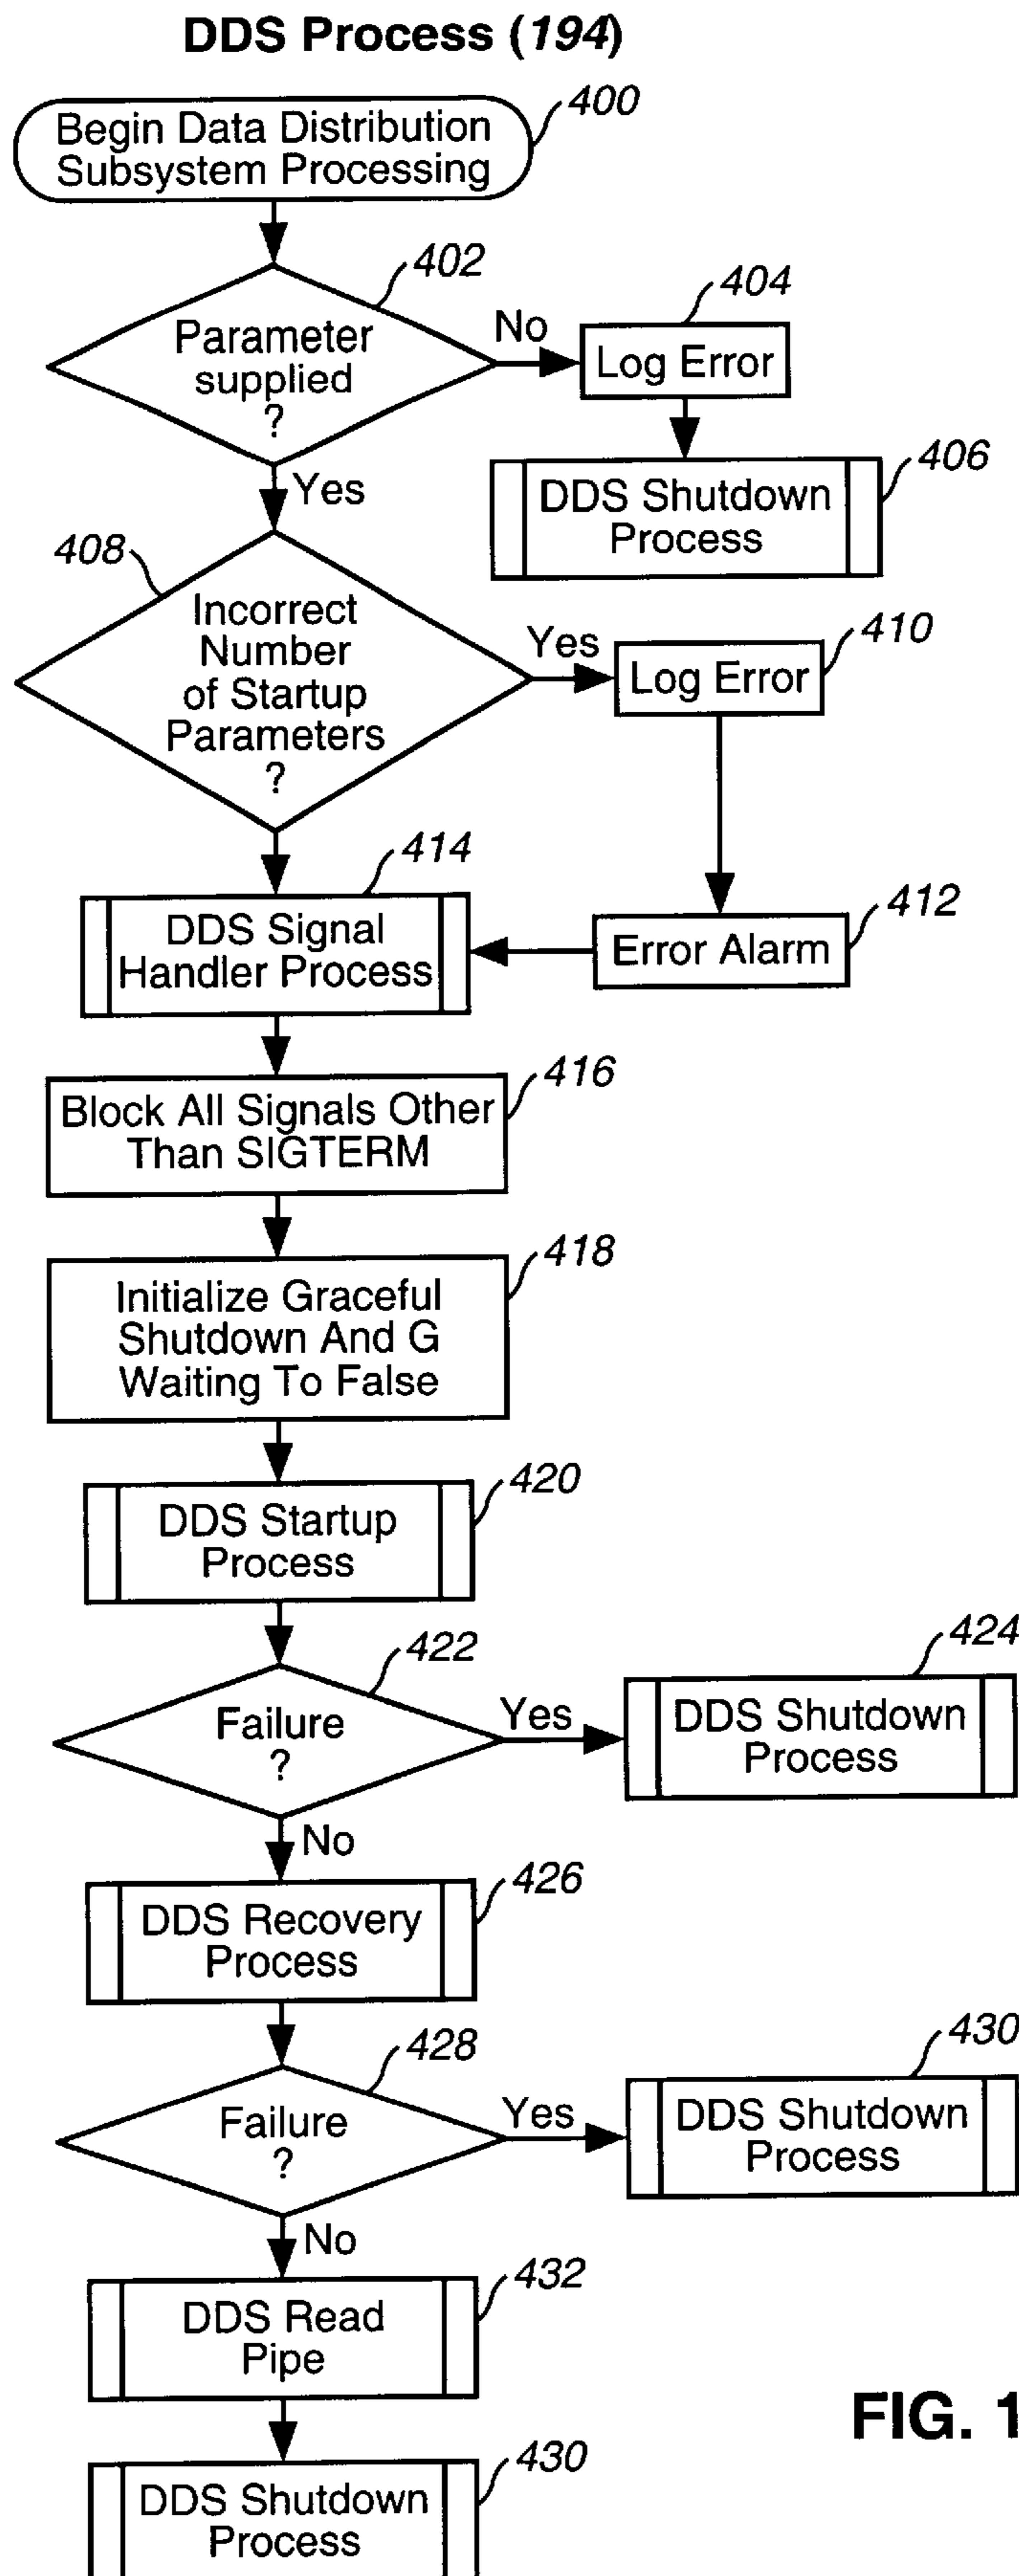 DDS Process (194)
400
Begin Data Distribution
Subsystem Processing
402
Parameter
supplied
?
No
404
Log Error
406
DDS Shutdown
Process
Yes
408
Incorrect
Number
of Startup
Parameters
?
Yes
410
Log Error
412
Error Alarm
414
DDS Signal
Handler Process
416
Block All Signals Other
Than SIGTERM
418
Initialize Graceful
Shutdown And G
Waiting To False
420
DDS Startup
Process
422
Failure
?
Yes
424
DDS Shutdown
Process
No
426
DDS Recovery
Process
428
Failure
?
Yes
430
DDS Shutdown
Process
No
432
DDS Read
Pipe
FIG. 1
430
DDS Shutdown
Process